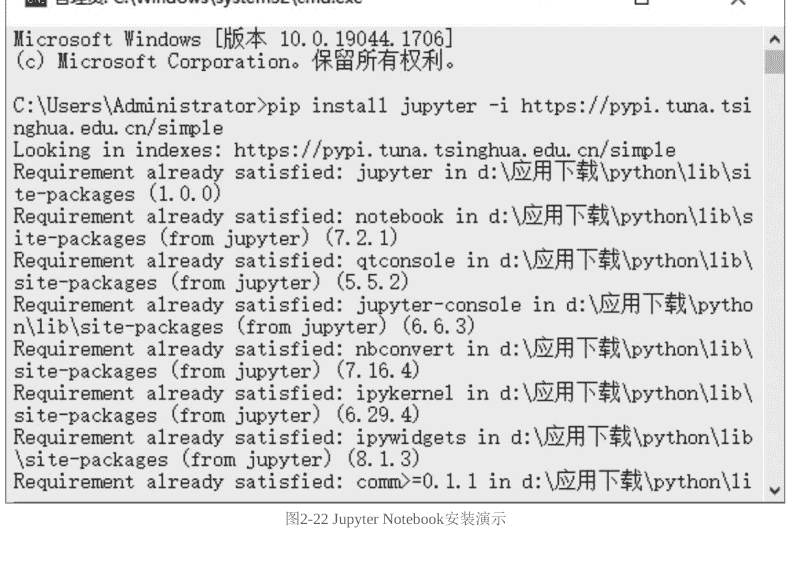 管理员: C:\Windows\system32\cmd.exe
Microsoft Windows [版本 10.0.19044.1706]
(c) Microsoft Corporation。保留所有权利。
C:\Users\Administrator>pip install jupyter -i https://pypi.tuna.tsi
nghua.edu.cn/simple
Looking in indexes: https://pypi.tuna.tsinghua.edu.cn/simple
Requirement already satisfied: jupyter in d:\应用下载\python\lib\si
te-packages (1.0.0)
Requirement already satisfied: notebook in d:\应用下载\python\lib\s
ite-packages (from jupyter) (7.2.1)
Requirement already satisfied: qtconsole in d:\应用下载\python\lib\
site-packages (from jupyter) (5.5.2)
Requirement already satisfied: jupyter-console in d:\应用下载\pytho
n\lib\site-packages (from jupyter) (6.6.3)
Requirement already satisfied: nbconvert in d:\应用下载\python\lib\
site-packages (from jupyter) (7.16.4)
Requirement already satisfied: ipykernel in d:\应用下载\python\lib\
site-packages (from jupyter) (6.29.4)
Requirement already satisfied: ipywidgets in d:\应用下载\python\lib
\site-packages (from jupyter) (8.1.3)
Requirement already satisfied: comm>=0.1.1 in d:\应用下载\python\li
图2-22 Jupyter Notebook安装演示